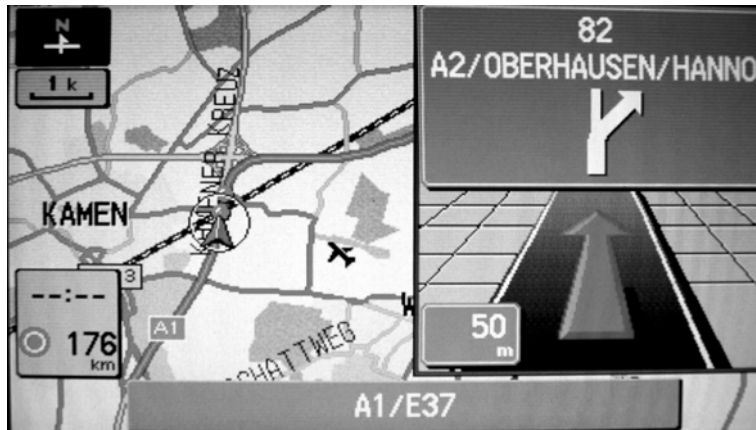 N
1 k
KAMENER KREUZ
KAMEN
3
--:--
176
km
A1
SCHATTWEG
W
82
A2/OBERHAUSEN/HANNO
50
m
A1/E37